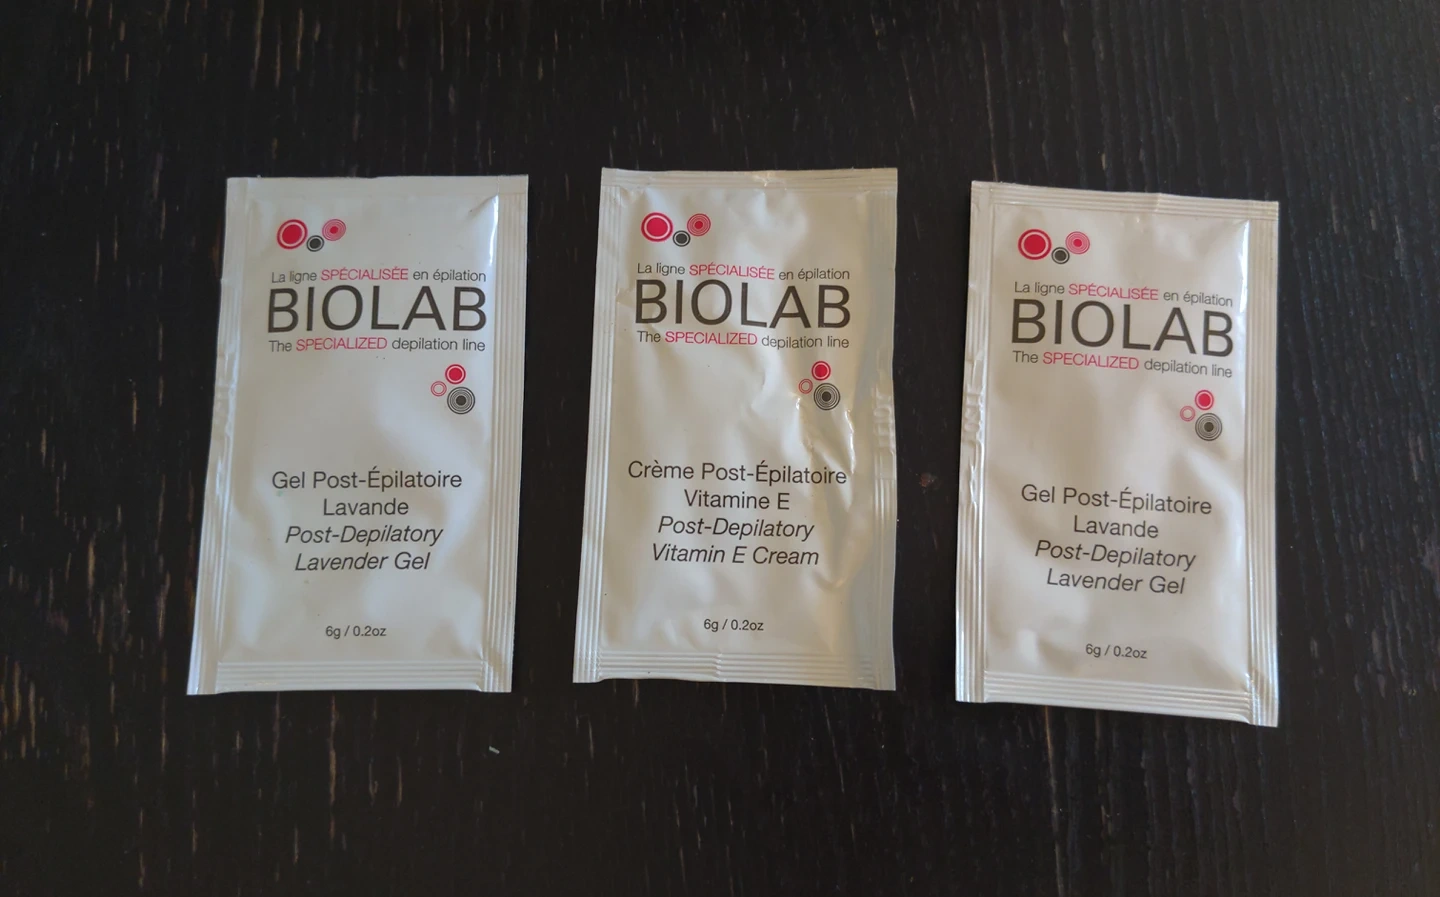 La ligne SPÉCIALISÉE en épilation
BIOLAB
The SPECIALIZED depilation line
Gel Post-Épilatoire
Lavande
Post-Depilatory
Lavender Gel
6g / 0.2oz
La ligne SPÉCIALISÉE en épilation
BIOLAB
The SPECIALIZED depilation line
Crème Post-Épilatoire
Vitamine E
Post-Depilatory
Vitamin E Cream
6g / 0.2oz
La ligne SPÉCIALISÉE en épilation
BIOLAB
The SPECIALIZED depilation line
Gel Post-Épilatoire
Lavande
Post-Depilatory
Lavender Gel
6g / 0.2oz